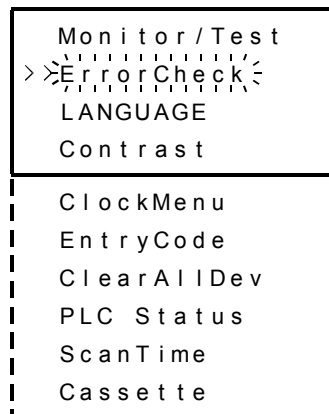 Monitor/Test
>>ErrorCheck
LANGUAGE
Contrast
ClockMenu
EntryCode
ClearAllDev
PLC Status
ScanTime
Cassette